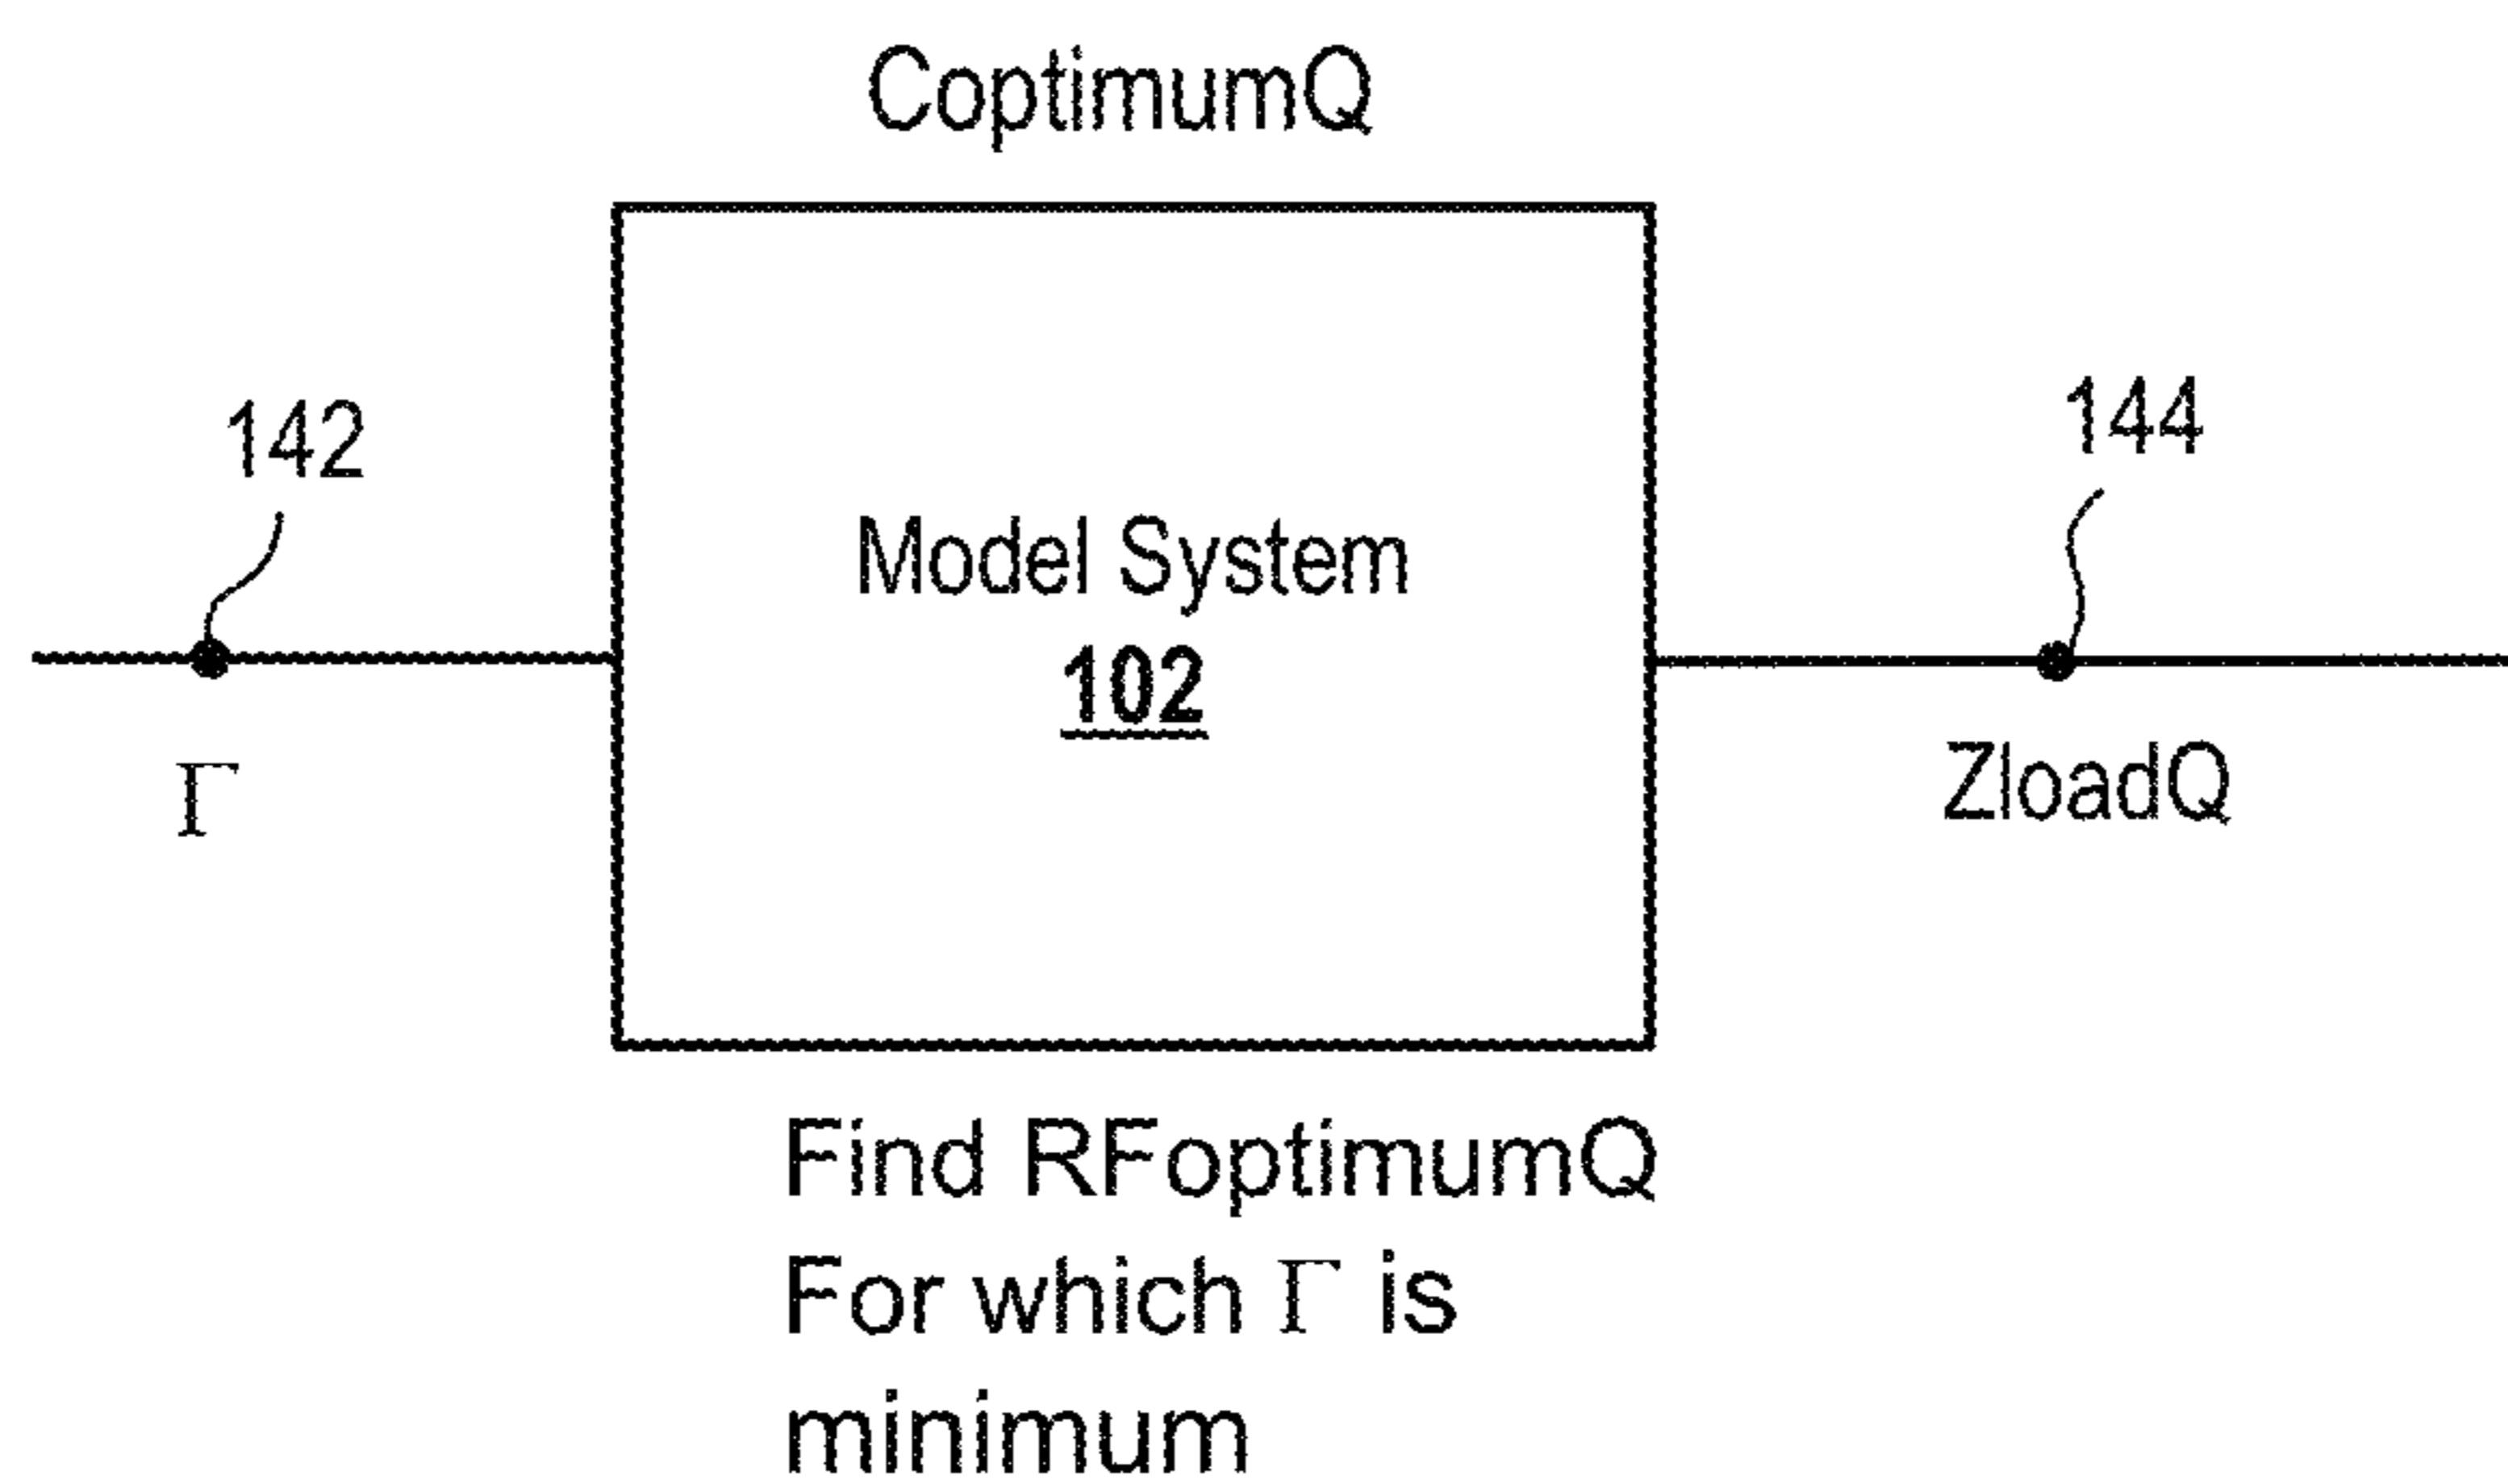 CoptimumQ
142
144
Model System
102
Γ
ZloadQ
Find RFoptimumQ
For which Γ is
minimum